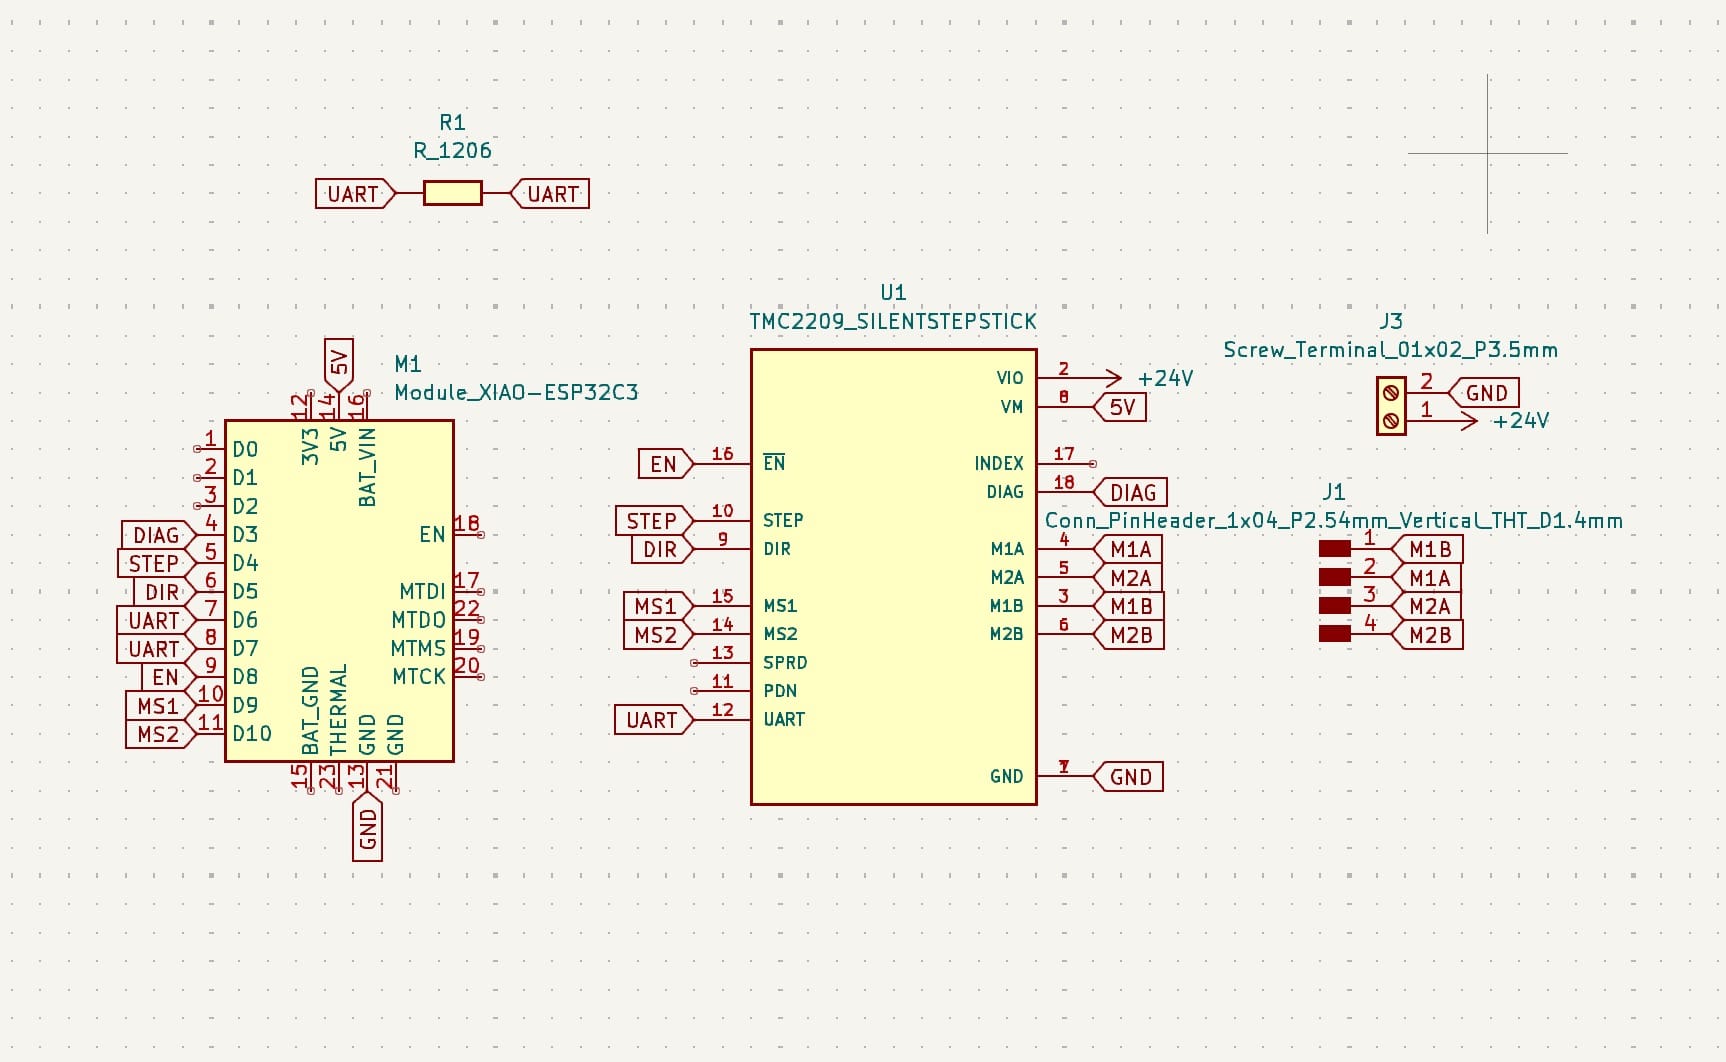 R1
R_1206
UART
UART
5V
M1
Module_XIAO-ESP32C3
12
14
16
3V3
5V
BAT_VIN
1
D0
2
D1
3
D2
DIAG
4
D3
STEP
5
D4
DIR
6
D5
UART
7
D6
UART
8
D7
EN
9
D8
MS1
10
D9
MS2
11
D10
EN
18
MTDI
17
MTDO
22
MTMS
19
MTCK
20
BAT_GND
THERMAL
GND
GND
15
23
13
21
GND
U1
TMC2209_SILENTSTEPSTICK
EN
16
EN
STEP
10
STEP
DIR
9
DIR
MS1
15
MS1
MS2
14
MS2
13
SPRD
11
PDN
UART
12
UART
VIO
2
+24V
VM
5V
INDEX
17
DIAG
18
DIAG
M1A
4
M1A
M2A
5
M2A
M1B
3
M1B
M2B
6
M2B
GND
GND
J3
Screw_Terminal_01x02_P3.5mm
2
GND
1
+24V
J1
Conn_PinHeader_1x04_P2.54mm_Vertical_THT_D1.4mm
1
M1B
2
M1A
3
M2A
4
M2B